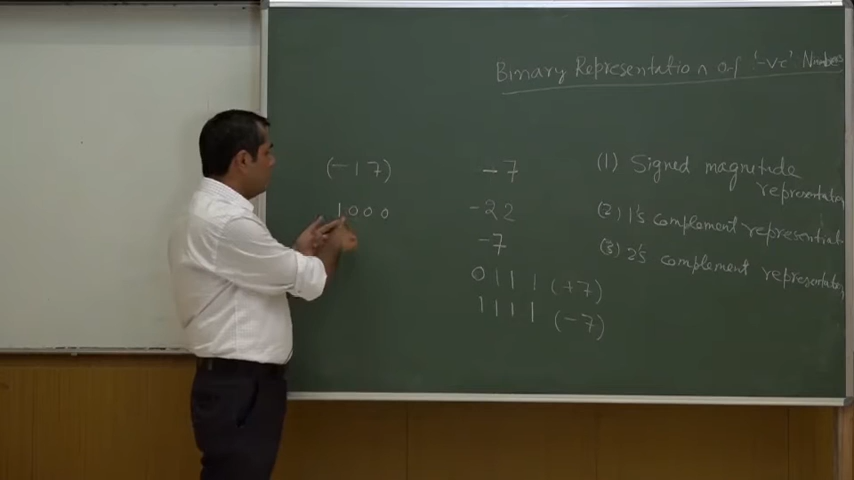 Binary Representation of '-ve' Numbers
(-17)
1000
-7
-22
-7
0111 (+7)
1111 (-7)
(1) Signed magnitude
representation
(2) 1's complement representation
(3) 2's complement representation